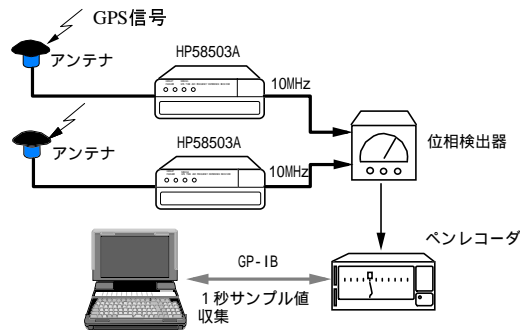 GPS信号
アンテナ
HP58503A
10MHz
アンテナ
HP58503A
10MHz
位相検出器
ペンレコーダ
GP-IB
1秒サンプル値
収集